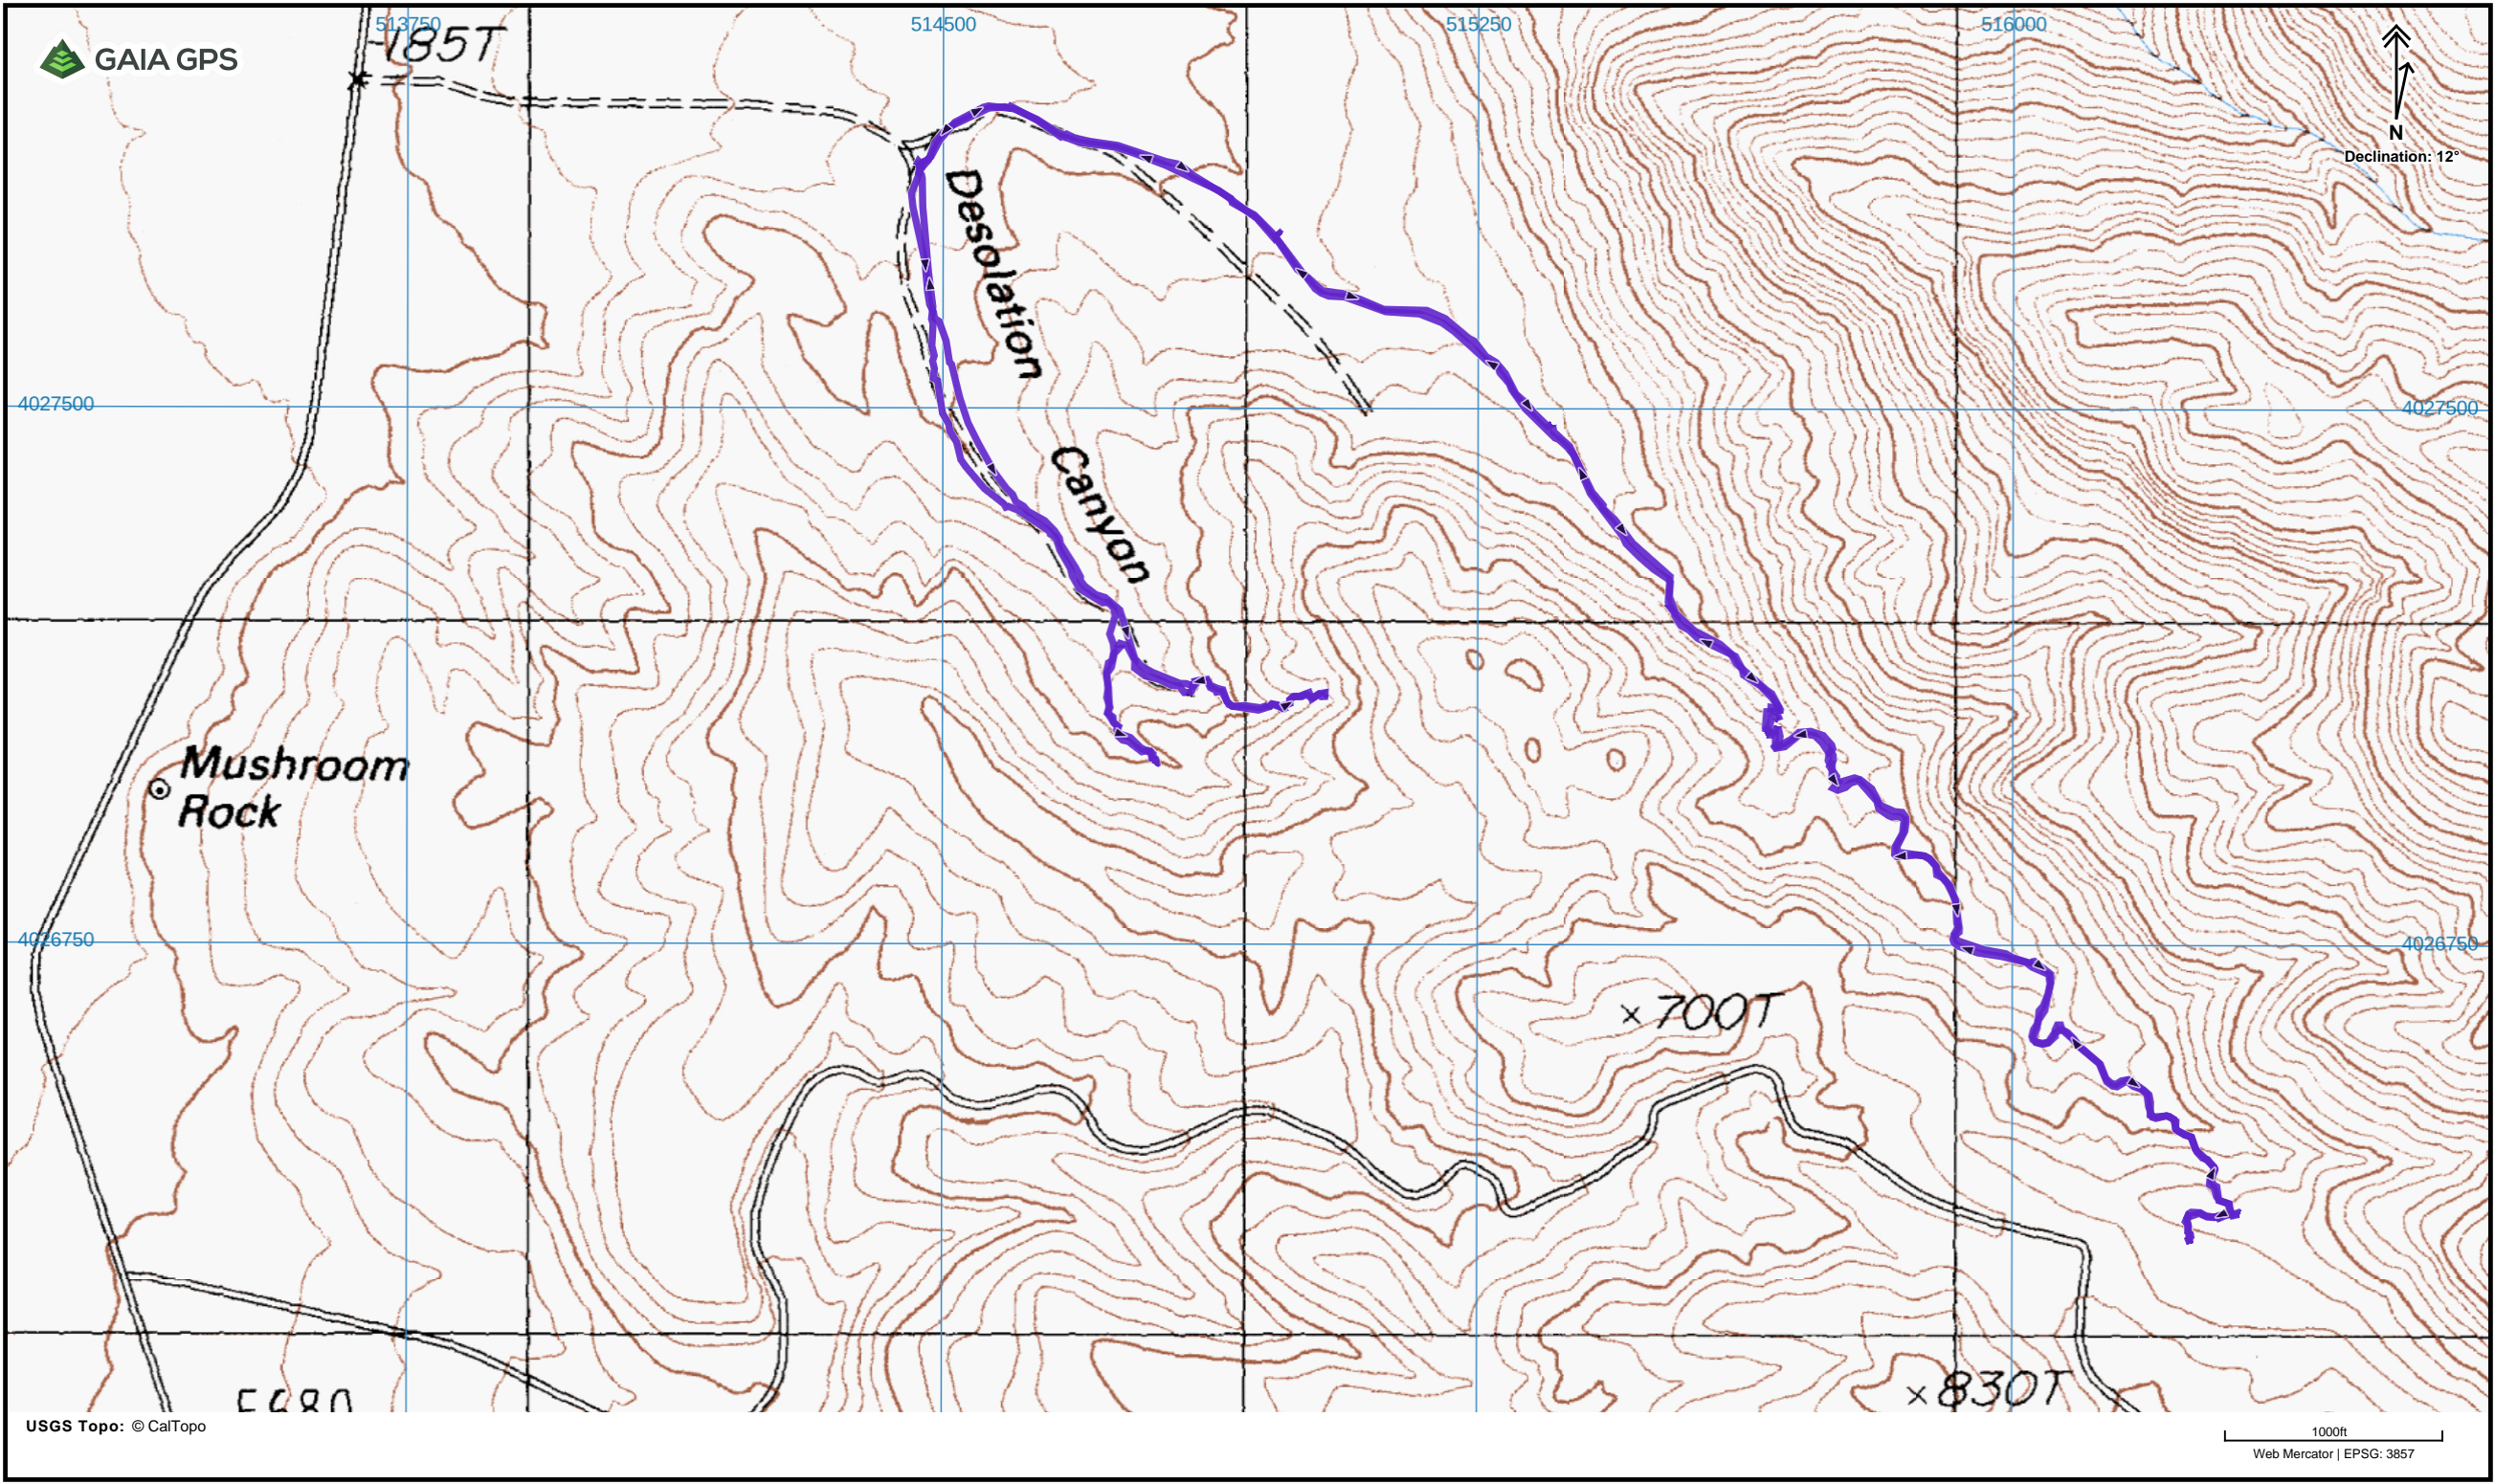 513750
514500
515250
516000
-185T
GAIA GPS
N
Declination: 12°
Desolation
Canyon
4027500
4027500
Mushroom
Rock
4026750
4026750
×700T
×830T
USGS Topo: © CalTopo
1000ft
Web Mercator | EPSG: 3857